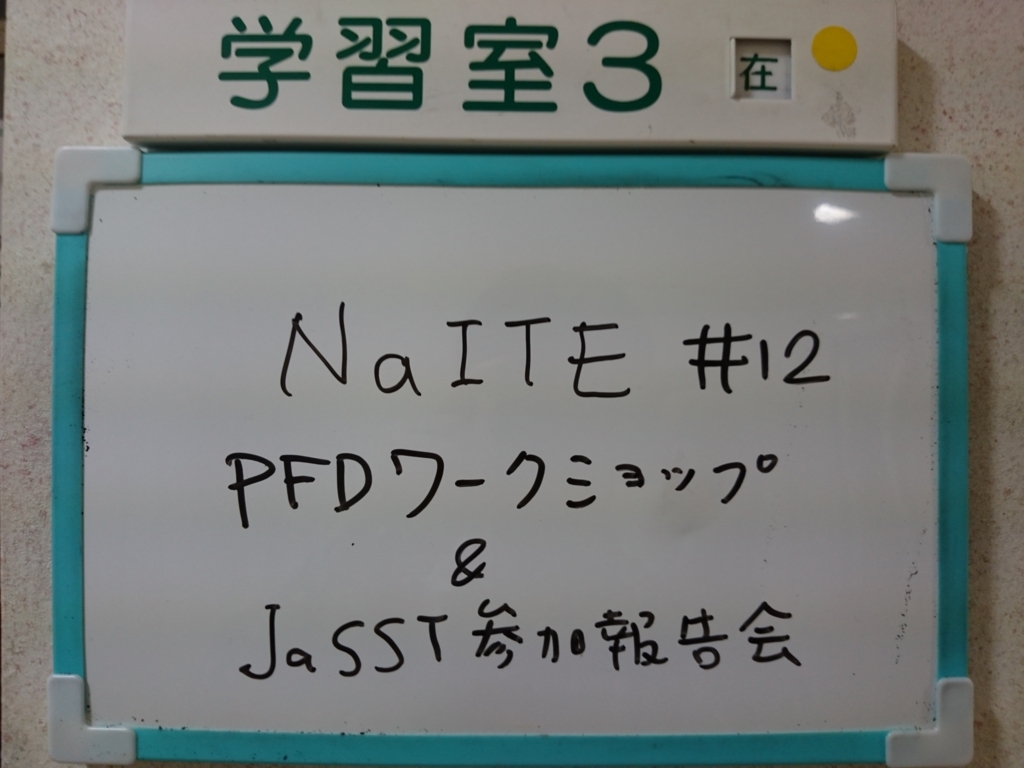 学習室3 在
NaITE #12
PFDワークショップ
&
JaSST参加報告会